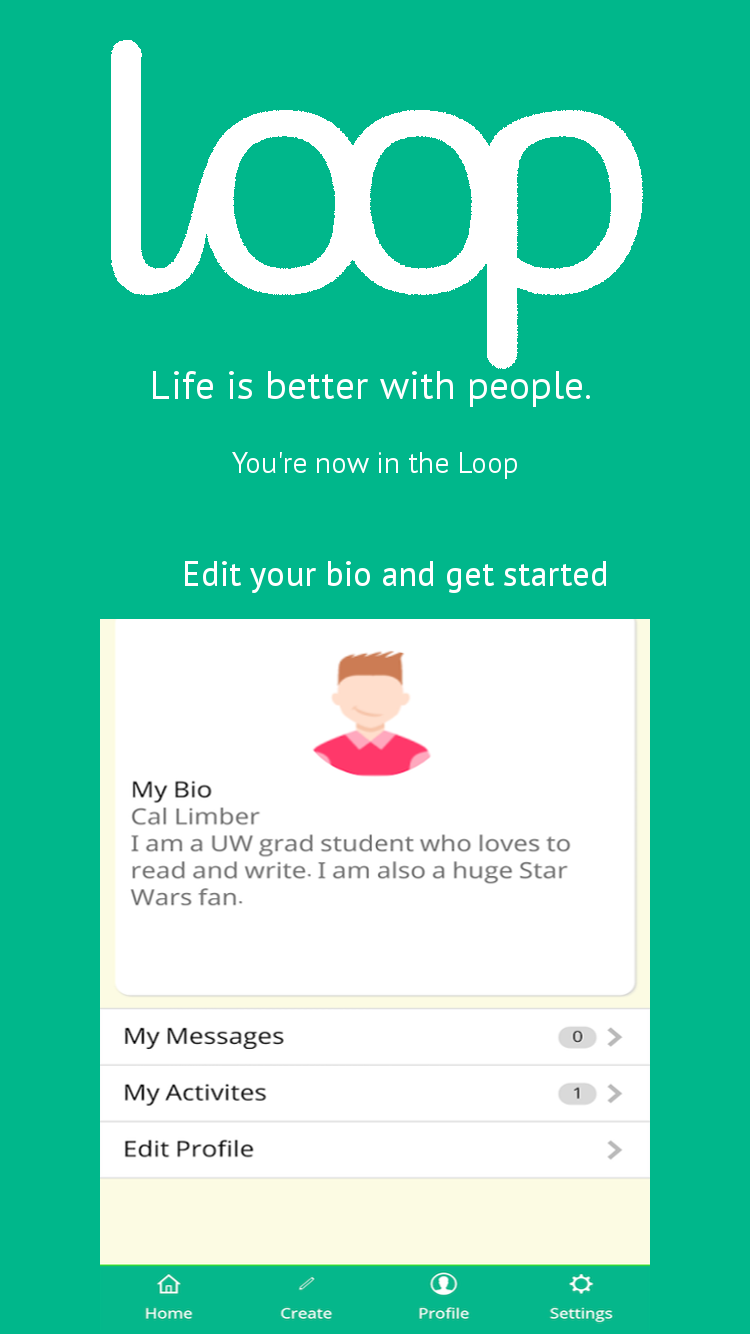 loop
Life is better with people.
You're now in the Loop
Edit your bio and get started
My Bio
Cal Limber
I am a UW grad student who loves to
read and write. I am also a huge Star
Wars fan.
My Messages 0
My Activites 1
Edit Profile
Home Create Profile Settings